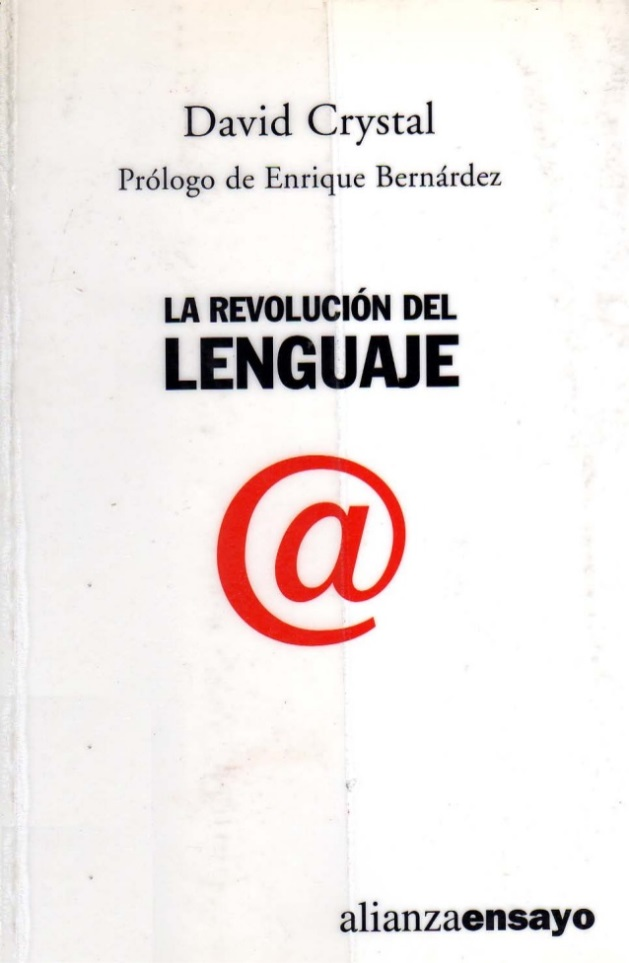 David Crystal
Prólogo de Enrique Bernárdez
LA REVOLUCIÓN DEL
LENGUAJE
@
alianzaensayo